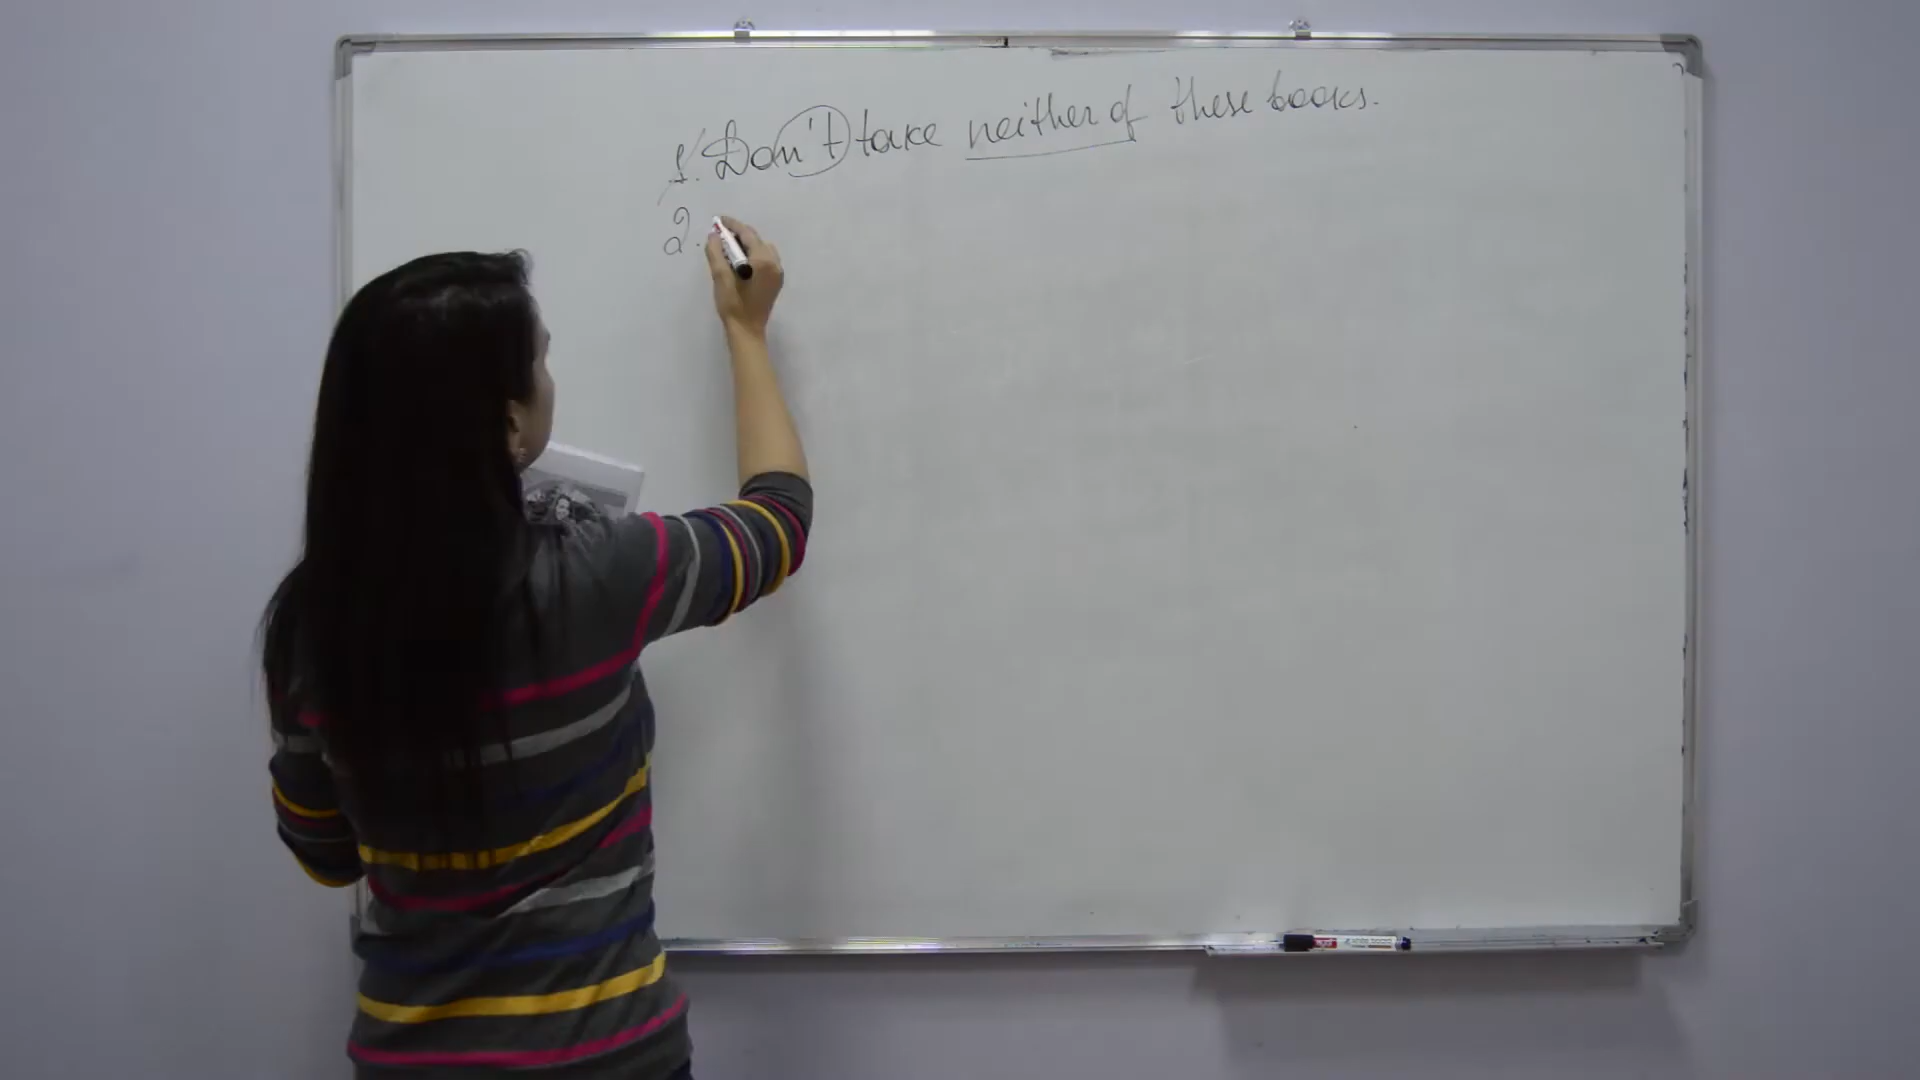 1. Don't take neither of these books.
2.